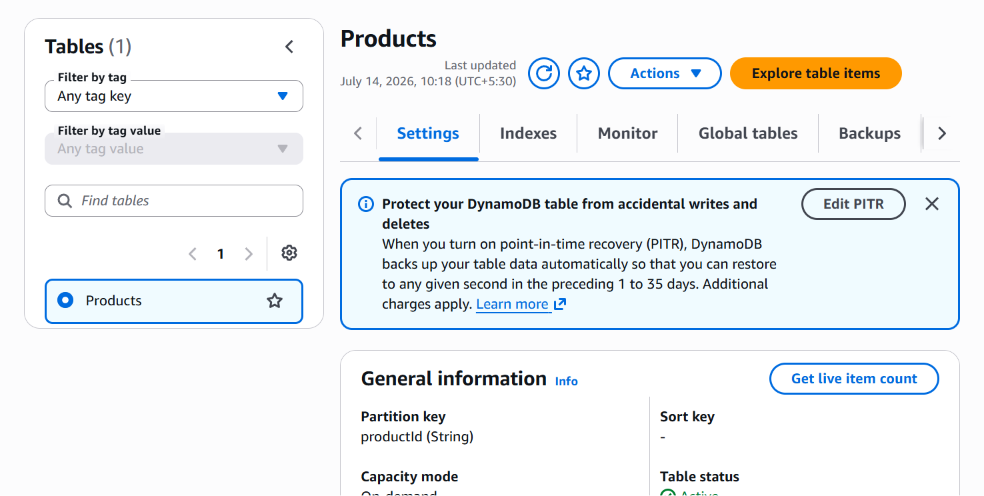 Tables (1)
Filter by tag
Any tag key
Filter by tag value
Any tag value
Find tables
1
Products
Products
Last updated
July 14, 2026, 10:18 (UTC+5:30)
Actions
Explore table items
Settings
Indexes
Monitor
Global tables
Backups
Protect your DynamoDB table from accidental writes and
deletes
When you turn on point-in-time recovery (PITR), DynamoDB
backs up your table data automatically so that you can restore
to any given second in the preceding 1 to 35 days. Additional
charges apply. Learn more
Edit PITR
General information Info
Get live item count
Partition key
productId (String)
Sort key
-
Capacity mode
On-demand
Table status
Active